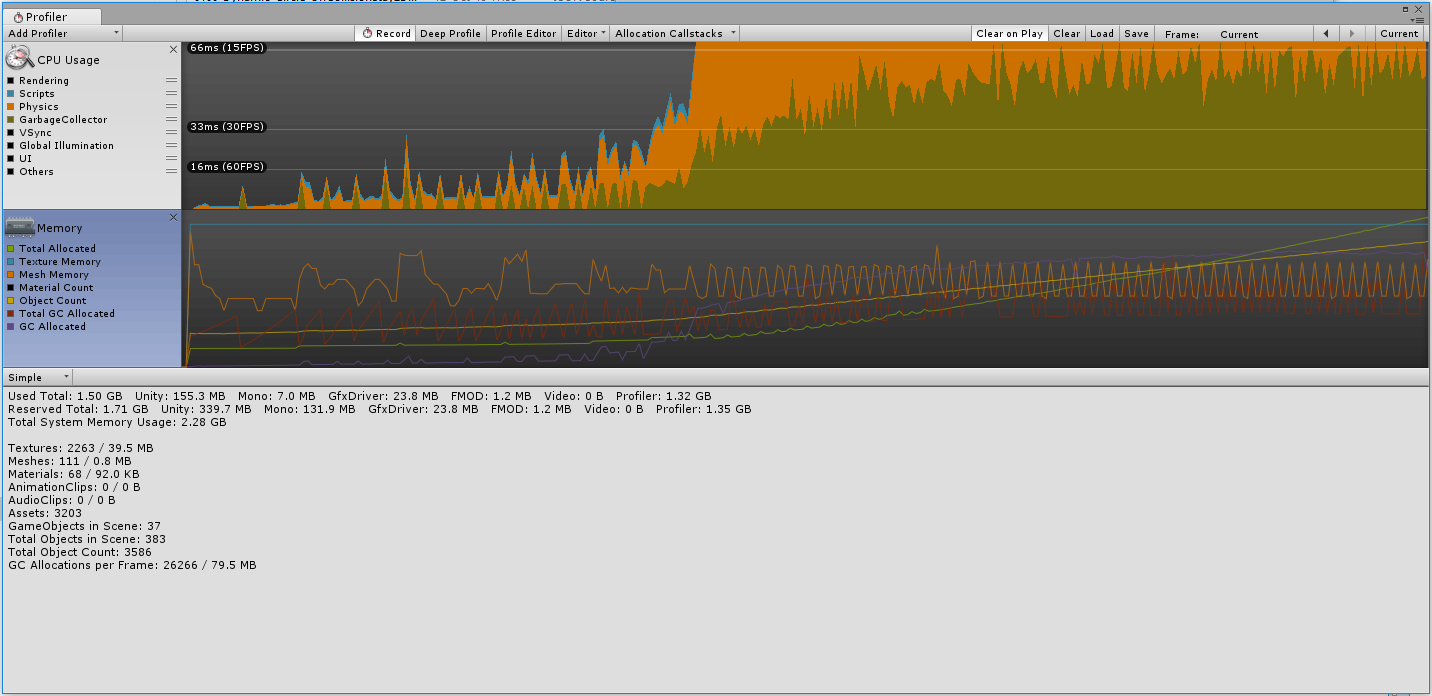 Profiler
Add Profiler Record Deep Profile Profile Editor Editor Allocation Callstacks Clear on Play Clear Load Save Frame: Current Current
CPU Usage
Rendering
Scripts
Physics
GarbageCollector
VSync
Global Illumination
UI
Others
66ms (15FPS)
33ms (30FPS)
16ms (60FPS)
Memory
Total Allocated
Texture Memory
Mesh Memory
Material Count
Object Count
Total GC Allocated
GC Allocated
Simple
Used Total: 1.50 GB Unity: 155.3 MB Mono: 7.0 MB GfxDriver: 23.8 MB FMOD: 1.2 MB Video: 0 B Profiler: 1.32 GB
Reserved Total: 1.71 GB Unity: 339.7 MB Mono: 131.9 MB GfxDriver: 23.8 MB FMOD: 1.2 MB Video: 0 B Profiler: 1.35 GB
Total System Memory Usage: 2.28 GB
Textures: 2263 / 39.5 MB
Meshes: 111 / 0.8 MB
Materials: 68 / 92.0 KB
AnimationClips: 0 / 0 B
AudioClips: 0 / 0 B
Assets: 3203
GameObjects in Scene: 37
Total Objects in Scene: 383
Total Object Count: 3586
GC Allocations per Frame: 26266 / 79.5 MB